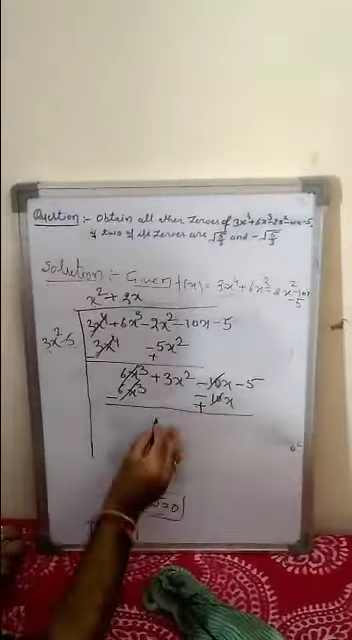 Question :- Obtain all other zeroes of 3x⁴+6x³-2x²-10x-5,
if two of its zeroes are √5/3 and -√5/3
Solution :- Given f(x) = 3x⁴+6x³-2x²-10x
-5
x²+2x
3x²-5 3x⁴+6x³-2x²-10x-5
3x⁴ -5x²
+
6x³+3x²-10x-5
6x³ -10x
- +